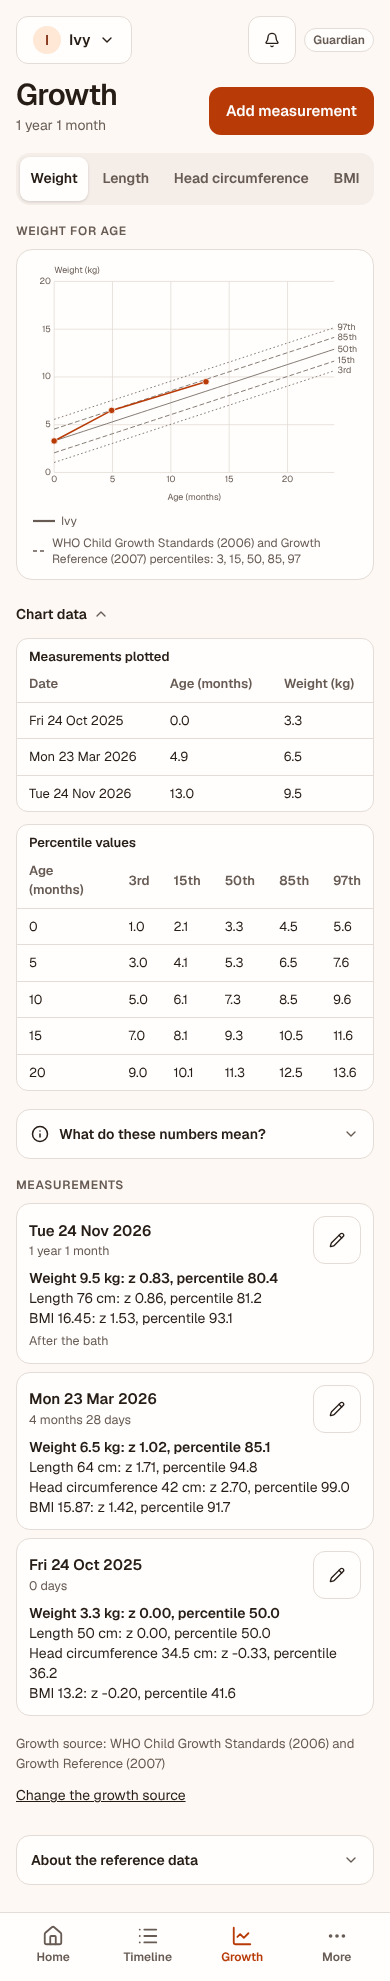 I Ivy
Guardian
Growth
1 year 1 month
Add measurement
Weight Length Head circumference BMI
WEIGHT FOR AGE
Weight (kg)
20
15
10
5
0
97th
85th
50th
15th
3rd
0 5 10 15 20
Age (months)
Ivy
WHO Child Growth Standards (2006) and Growth
Reference (2007) percentiles: 3, 15, 50, 85, 97
Chart data
Measurements plotted
Date Age (months) Weight (kg)
Fri 24 Oct 2025 0.0 3.3
Mon 23 Mar 2026 4.9 6.5
Tue 24 Nov 2026 13.0 9.5
Percentile values
Age
(months) 3rd 15th 50th 85th 97th
0 1.0 2.1 3.3 4.5 5.6
5 3.0 4.1 5.3 6.5 7.6
10 5.0 6.1 7.3 8.5 9.6
15 7.0 8.1 9.3 10.5 11.6
20 9.0 10.1 11.3 12.5 13.6
What do these numbers mean?
MEASUREMENTS
Tue 24 Nov 2026
1 year 1 month
Weight 9.5 kg: z 0.83, percentile 80.4
Length 76 cm: z 0.86, percentile 81.2
BMI 16.45: z 1.53, percentile 93.1
After the bath
Mon 23 Mar 2026
4 months 28 days
Weight 6.5 kg: z 1.02, percentile 85.1
Length 64 cm: z 1.71, percentile 94.8
Head circumference 42 cm: z 2.70, percentile 99.0
BMI 15.87: z 1.42, percentile 91.7
Fri 24 Oct 2025
0 days
Weight 3.3 kg: z 0.00, percentile 50.0
Length 50 cm: z 0.00, percentile 50.0
Head circumference 34.5 cm: z -0.33, percentile
36.2
BMI 13.2: z -0.20, percentile 41.6
Growth source: WHO Child Growth Standards (2006) and
Growth Reference (2007)
Change the growth source
About the reference data
Home Timeline Growth More